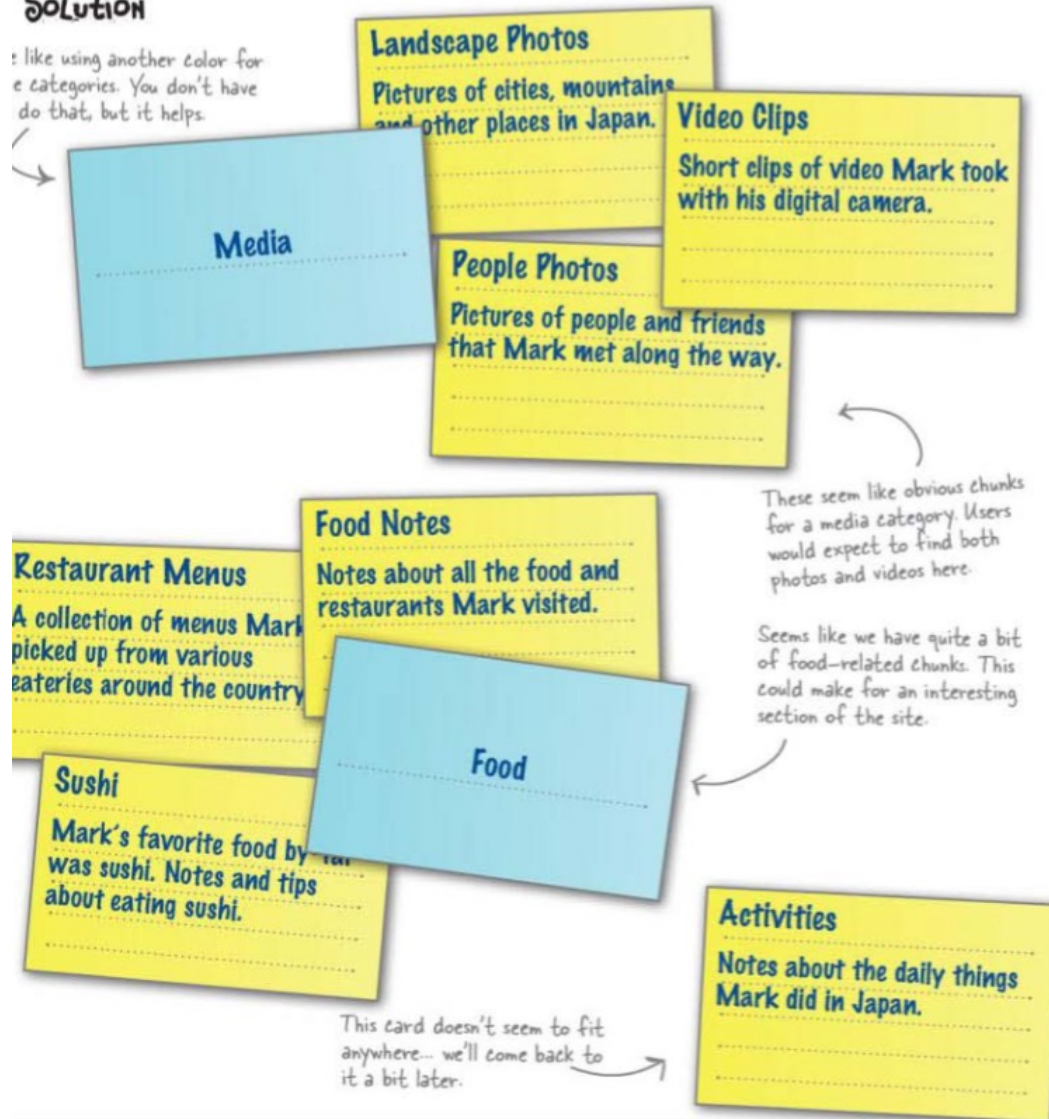 SOLUTION
e like using another color for
e categories. You don't have
do that, but it helps.
Media
Landscape Photos
Pictures of cities, mountains
and other places in Japan.
Video Clips
Short clips of video Mark took
with his digital camera.
People Photos
Pictures of people and friends
that Mark met along the way.
These seem like obvious chunks
for a media category. Users
would expect to find both
photos and videos here.
Restaurant Menus
A collection of menus Mark
picked up from various
eateries around the country
Food Notes
Notes about all the food and
restaurants Mark visited.
Seems like we have quite a bit
of food-related chunks. This
could make for an interesting
section of the site.
Food
Sushi
Mark's favorite food by far
was sushi. Notes and tips
about eating sushi.
Activities
Notes about the daily things
Mark did in Japan.
This card doesn't seem to fit
anywhere... we'll come back to
it a bit later.